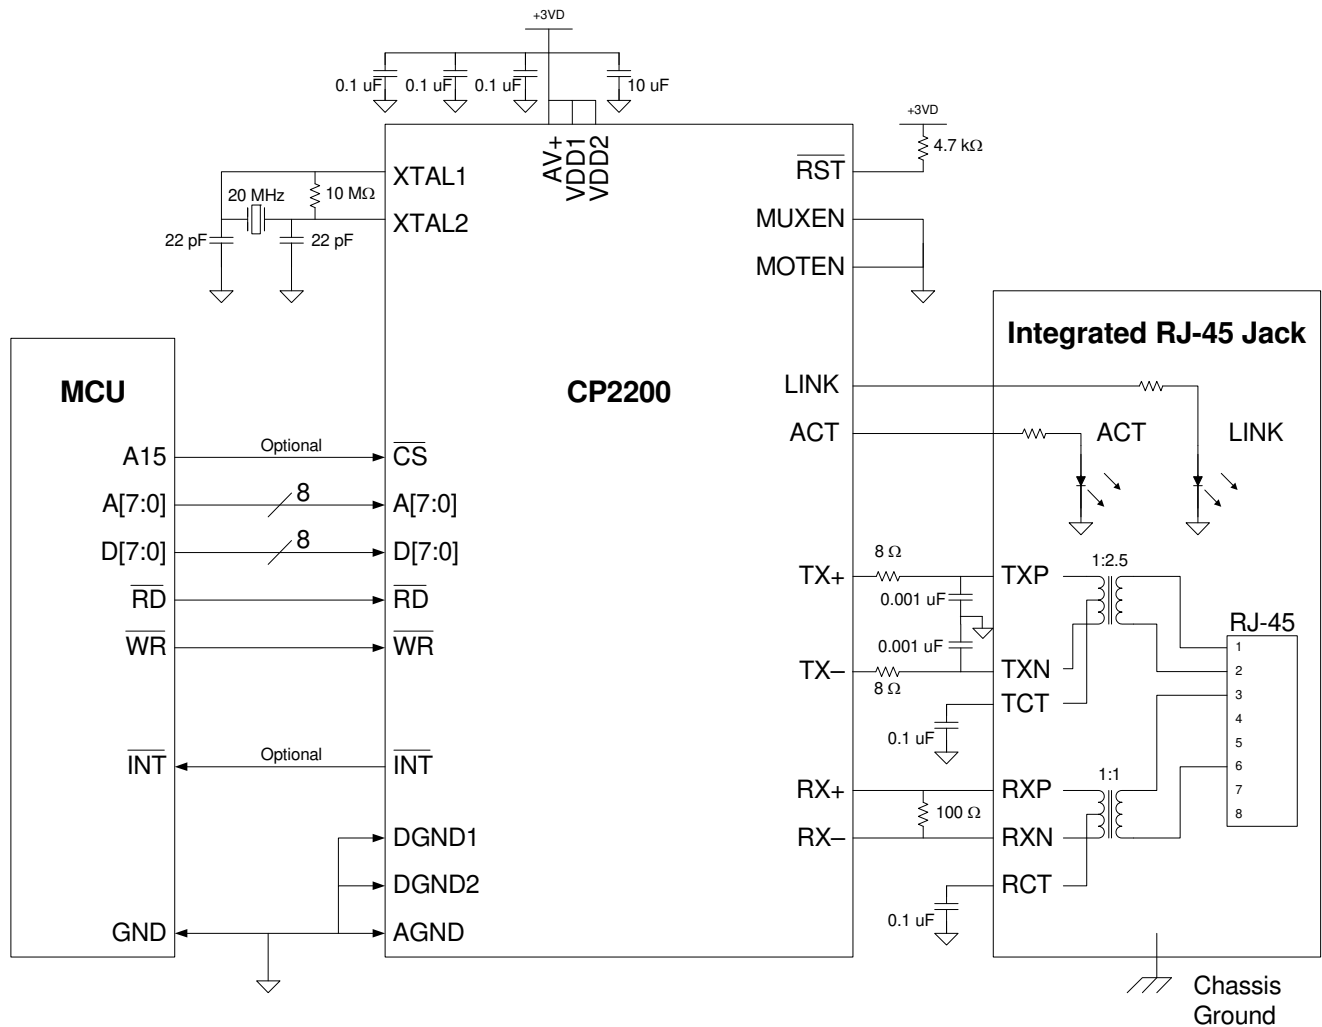 +3VD
0.1 uF 0.1 uF 0.1 uF 10 uF
+3VD
4.7 kΩ
AV+
VDD1
VDD2
XTAL1
RST
20 MHz
10 MΩ
XTAL2
MUXEN
22 pF
22 pF
MOTEN
Integrated RJ-45 Jack
MCU
CP2200
LINK
ACT
ACT
LINK
A15
Optional
CS
A[7:0]
8
A[7:0]
D[7:0]
8
D[7:0]
8 Ω
TX+
TXP
1:2.5
RD
RD
0.001 uF
RJ-45
WR
WR
0.001 uF
1
2
3
4
5
6
7
8
TX–
8 Ω
TXN
TCT
0.1 uF
INT
Optional
INT
RX+
RXP
1:1
100 Ω
DGND1
RX–
RXN
DGND2
RCT
0.1 uF
GND
AGND
Chassis
Ground